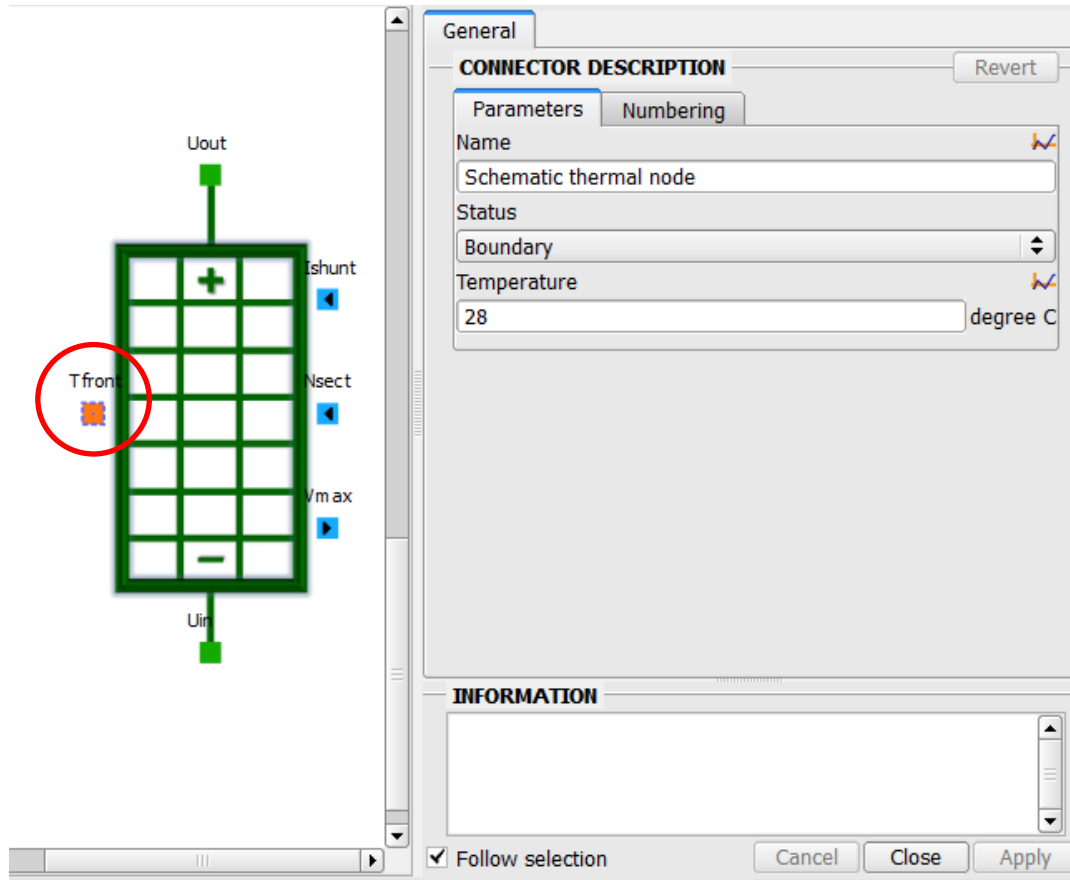 Uout
Ishunt
Tfront
Nsect
Vmax
Uin
+
−
General
CONNECTOR DESCRIPTION
Revert
Parameters
Numbering
Name
Schematic thermal node
Status
Boundary
Temperature
28
degree C
INFORMATION
Follow selection
Cancel
Close
Apply